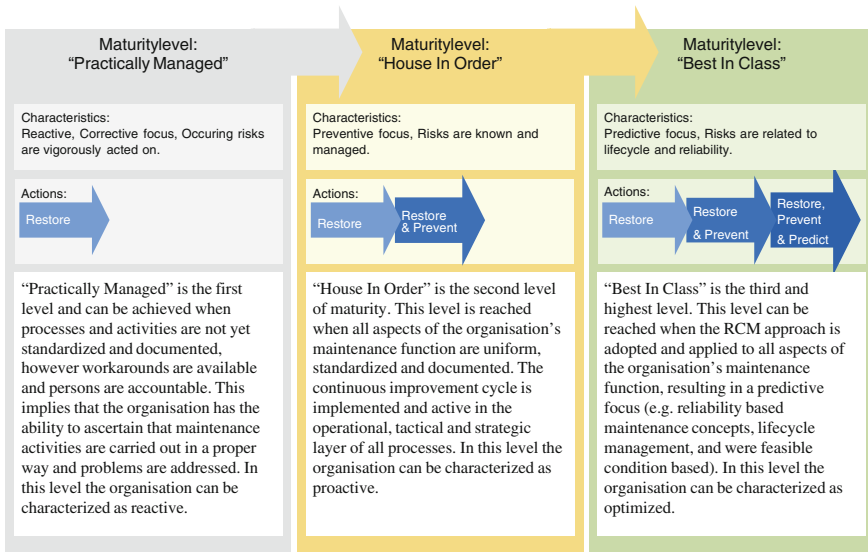 Maturitylevel:
“Practically Managed”
Characteristics:
Reactive, Corrective focus, Occuring risks
are vigorously acted on.
Actions:
Restore
“Practically Managed” is the first
level and can be achieved when
processes and activities are not yet
standardized and documented,
however workarounds are available
and persons are accountable. This
implies that the organisation has the
ability to ascertain that maintenance
activities are carried out in a proper
way and problems are addressed. In
this level the organisation can be
characterized as reactive.
Maturitylevel:
“House In Order”
Characteristics:
Preventive focus, Risks are known and
managed.
Actions:
Restore
Restore
& Prevent
“House In Order” is the second level
of maturity. This level is reached
when all aspects of the organisation’s
maintenance function are uniform,
standardized and documented. The
continuous improvement cycle is
implemented and active in the
operational, tactical and strategic
layer of all processes. In this level the
organisation can be characterized as
proactive.
Maturitylevel:
“Best In Class”
Characteristics:
Predictive focus, Risks are related to
lifecycle and reliability.
Actions:
Restore
Restore
& Prevent
Restore,
Prevent
& Predict
“Best In Class” is the third and
highest level. This level can be
reached when the RCM approach is
adopted and applied to all aspects of
the organisation’s maintenance
function, resulting in a predictive
focus (e.g. reliability based
maintenance concepts, lifecycle
management, and were feasible
condition based). In this level the
organisation can be characterized as
optimized.